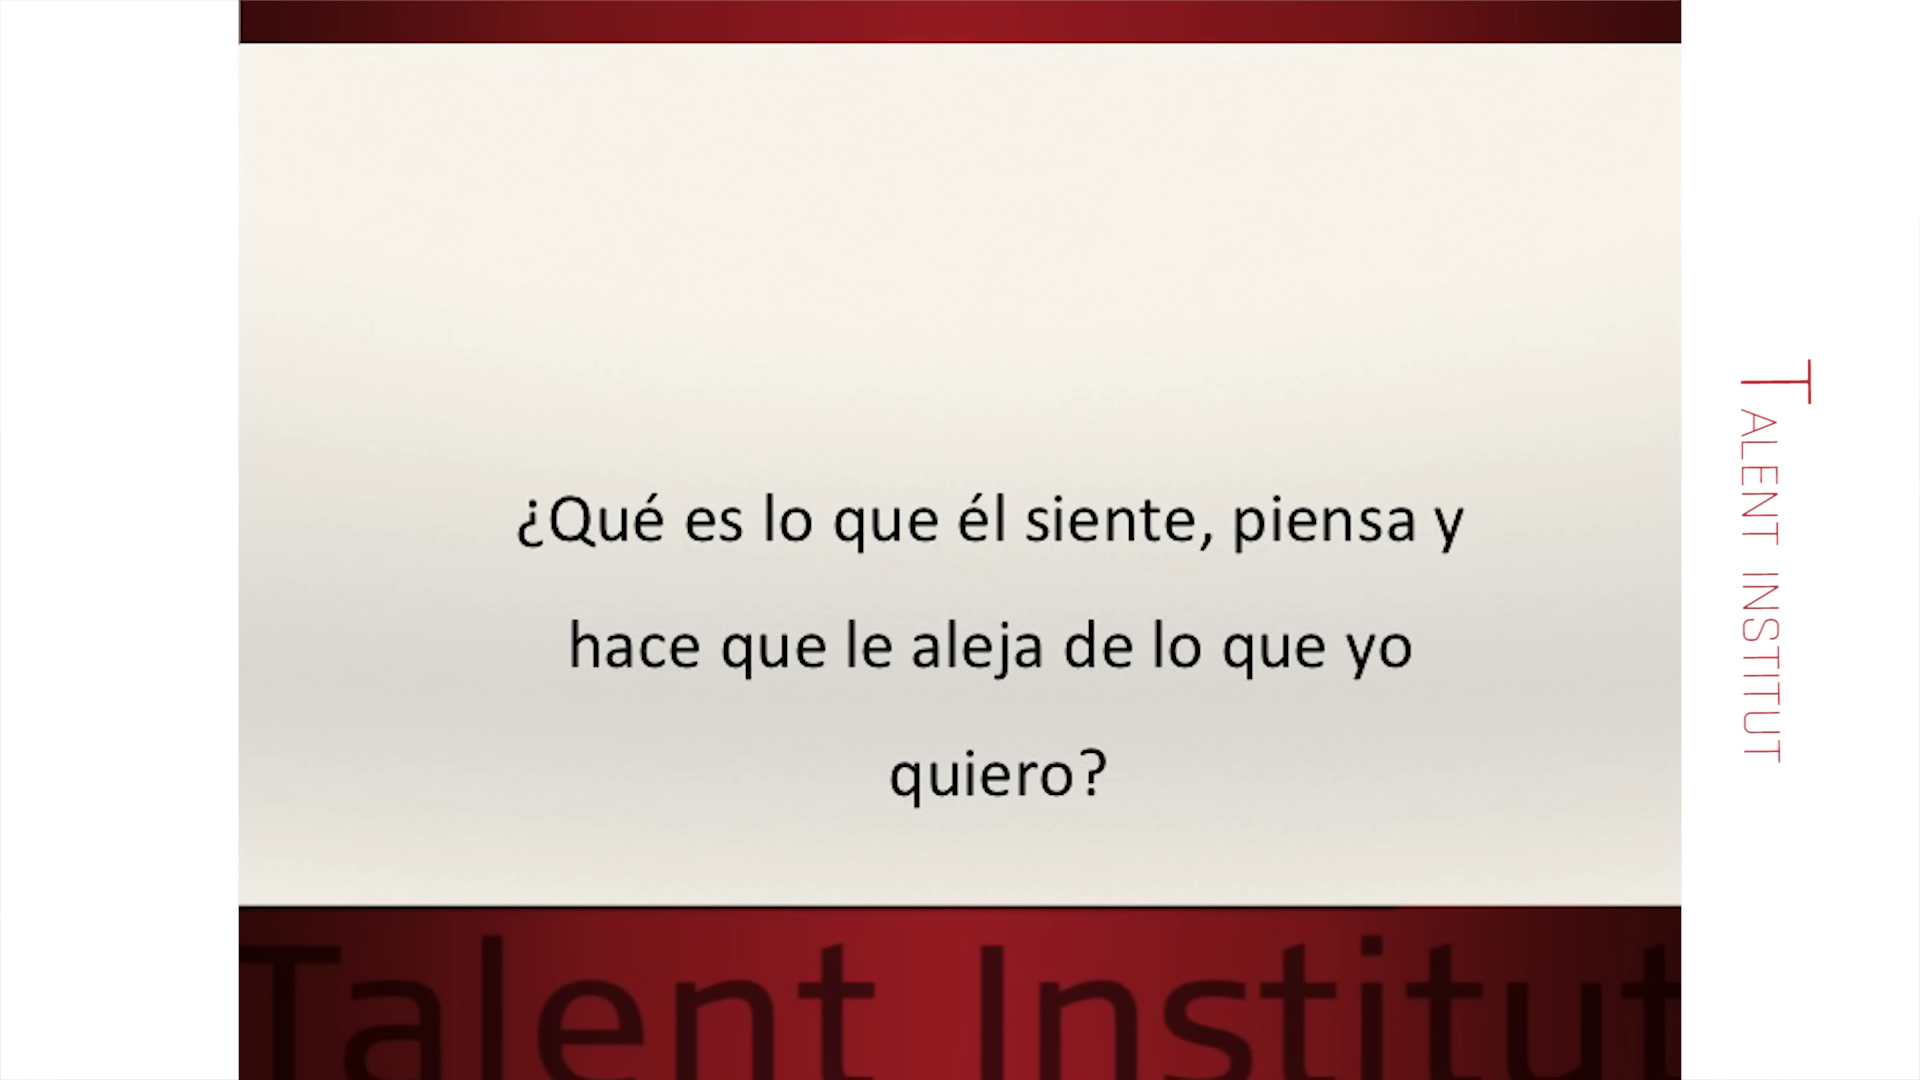 ¿Qué es lo que él siente, piensa y
hace que le aleja de lo que yo
quiero?
TALENT INSTITUT
Talent Institut